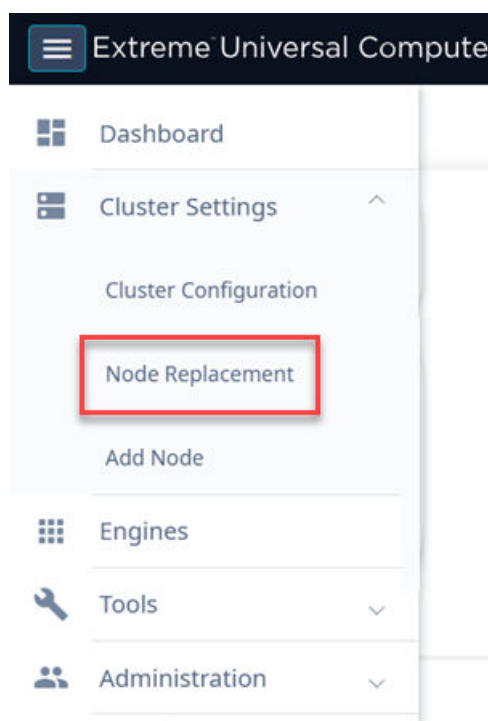 Extreme Universal Compute
Dashboard
Cluster Settings
Cluster Configuration
Node Replacement
Add Node
Engines
Tools
Administration